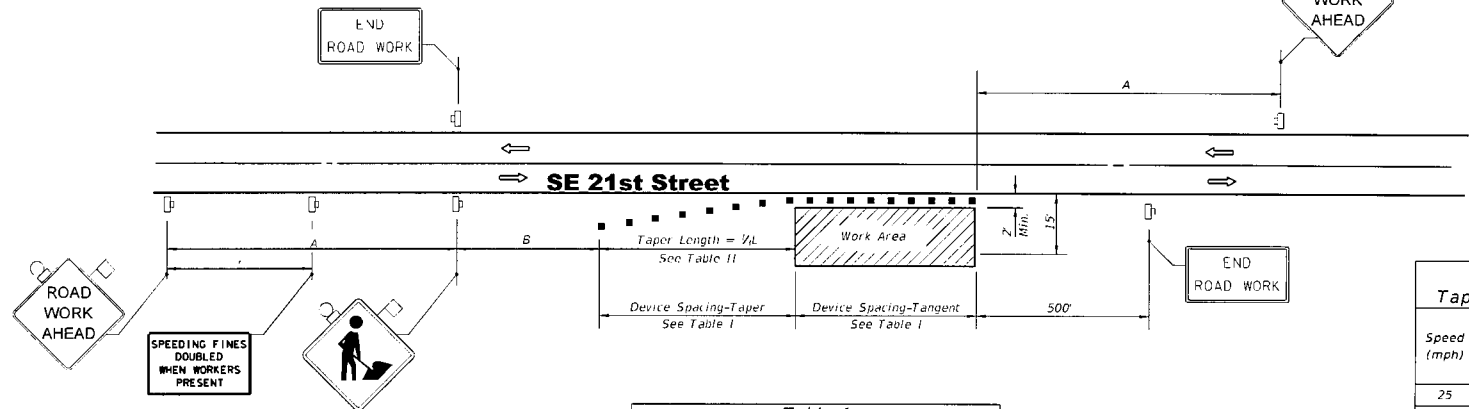 END
ROAD WORK
WORK
AHEAD
A
SE 21st Street
A
B
Taper Length =
See Table II
Work Area
2'
Min.
15'
Device Spacing-Taper
See Table I
Device Spacing-Tangent
See Table I
500'
END
ROAD WORK
ROAD
WORK
AHEAD
SPEEDING FINES
DOUBLED
WHEN WORKERS
PRESENT
Tap
Speed
(mph)
25